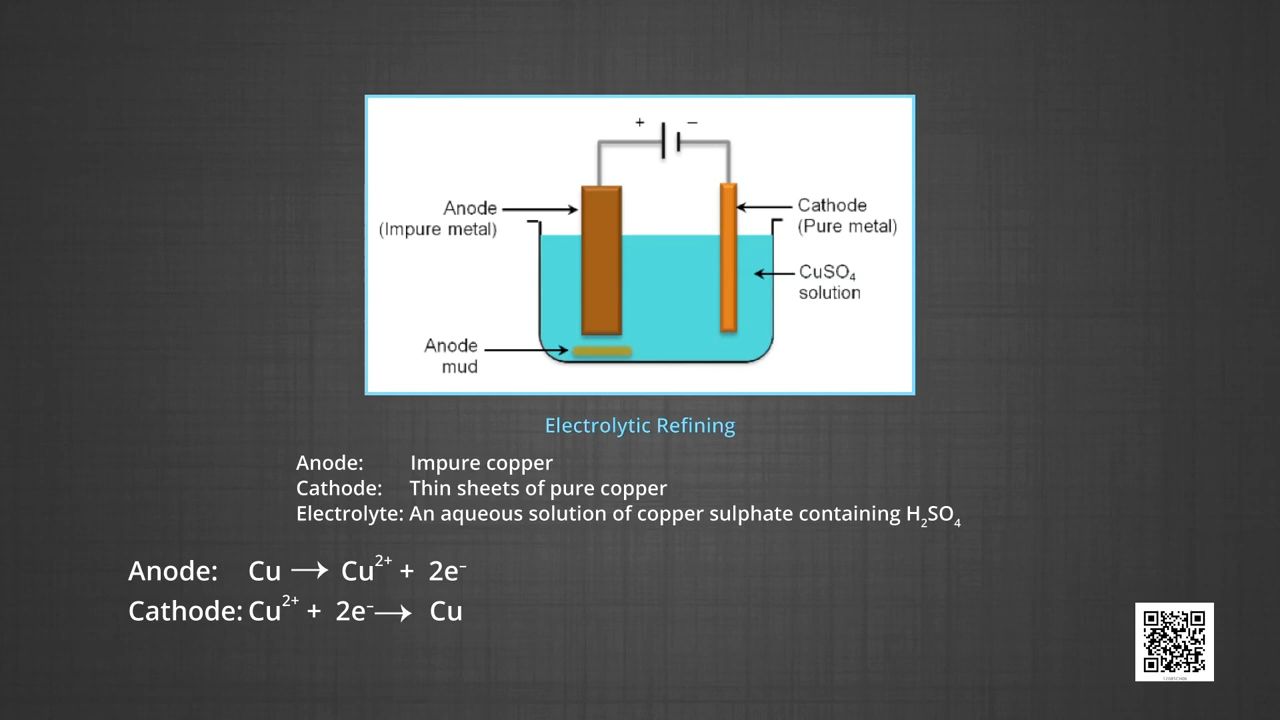 + –
Anode
(Impure metal)
Cathode
(Pure metal)
CuSO₄
solution
Anode
mud
Electrolytic Refining
Anode: Impure copper
Cathode: Thin sheets of pure copper
Electrolyte: An aqueous solution of copper sulphate containing H₂SO₄
Anode: Cu ⟶ Cu²⁺ + 2e⁻
Cathode: Cu²⁺ + 2e⁻ ⟶ Cu